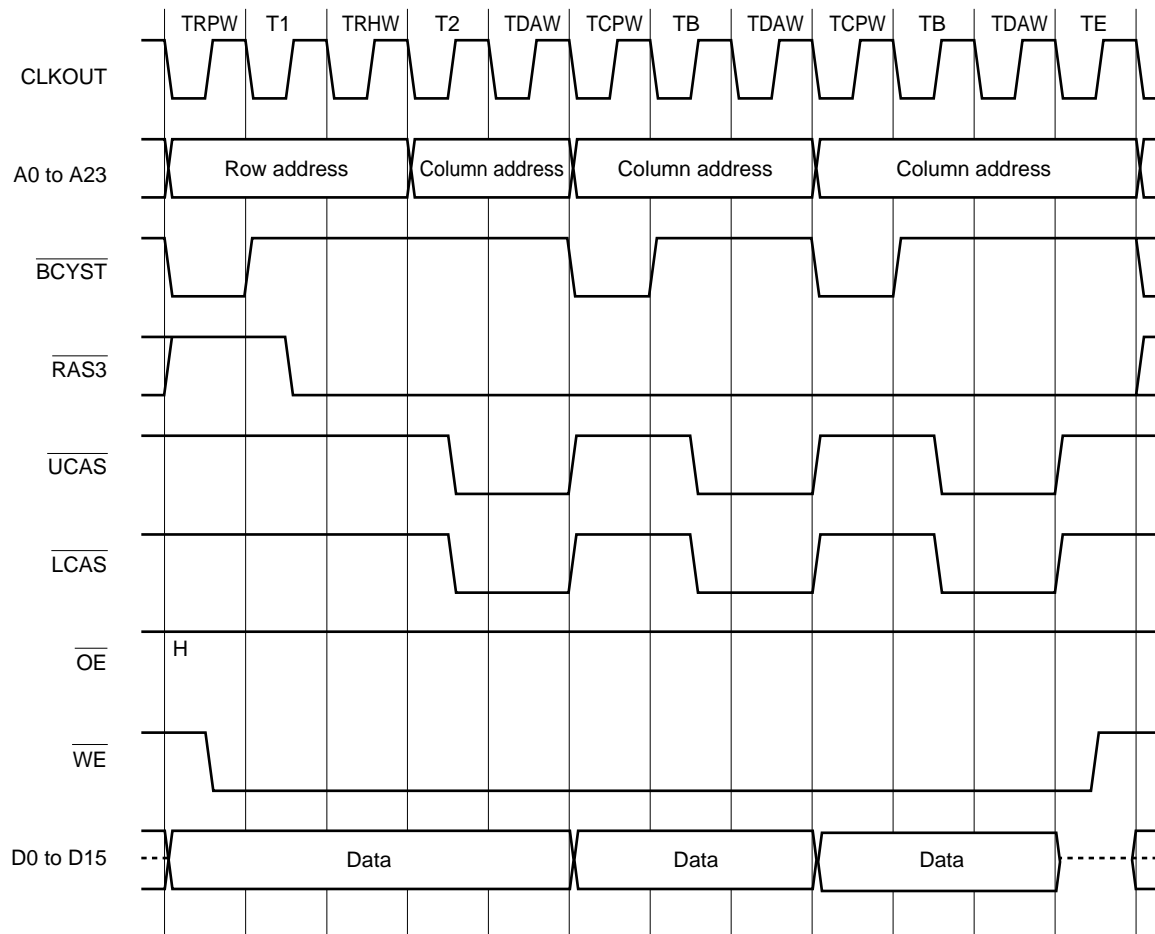 TRPW T1 TRHW T2 TDAW TCPW TB TDAW TCPW TB TDAW TE
CLKOUT
A0 to A23 Row address Column address Column address Column address
BCYST
RAS3
UCAS
LCAS
OE H
WE
D0 to D15 Data Data Data